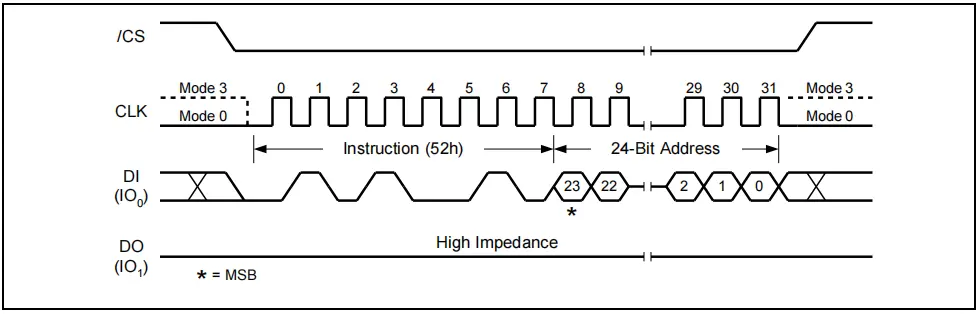 /CS
Mode 3 0 1 2 3 4 5 6 7 8 9 29 30 31 Mode 3
CLK
Mode 0 Mode 0
Instruction (52h) 24-Bit Address
DI
(IO0)
23 22 2 1 0
*
High Impedance
DO
(IO1)
* = MSB